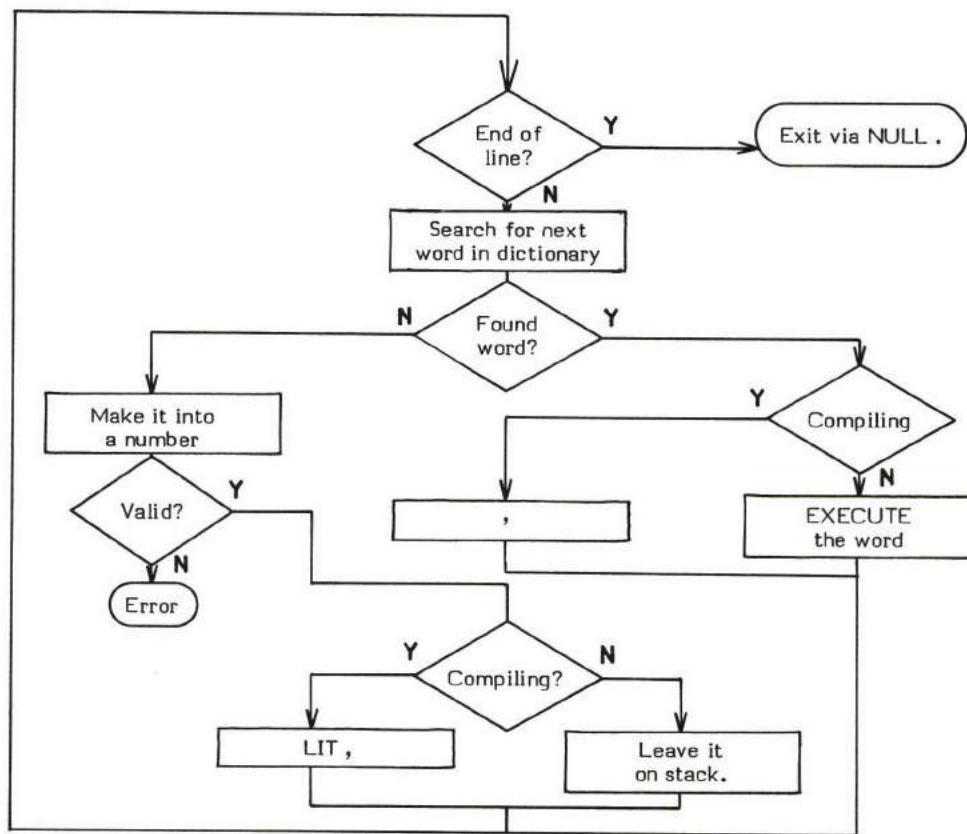 End of
line?
Y
Exit via NULL .
N
Search for next
word in dictionary
N
Found
word?
Y
Make it into
a number
Y
Compiling
N
Valid?
Y
,
EXECUTE
the word
N
Error
Y
Compiling?
N
LIT ,
Leave it
on stack.